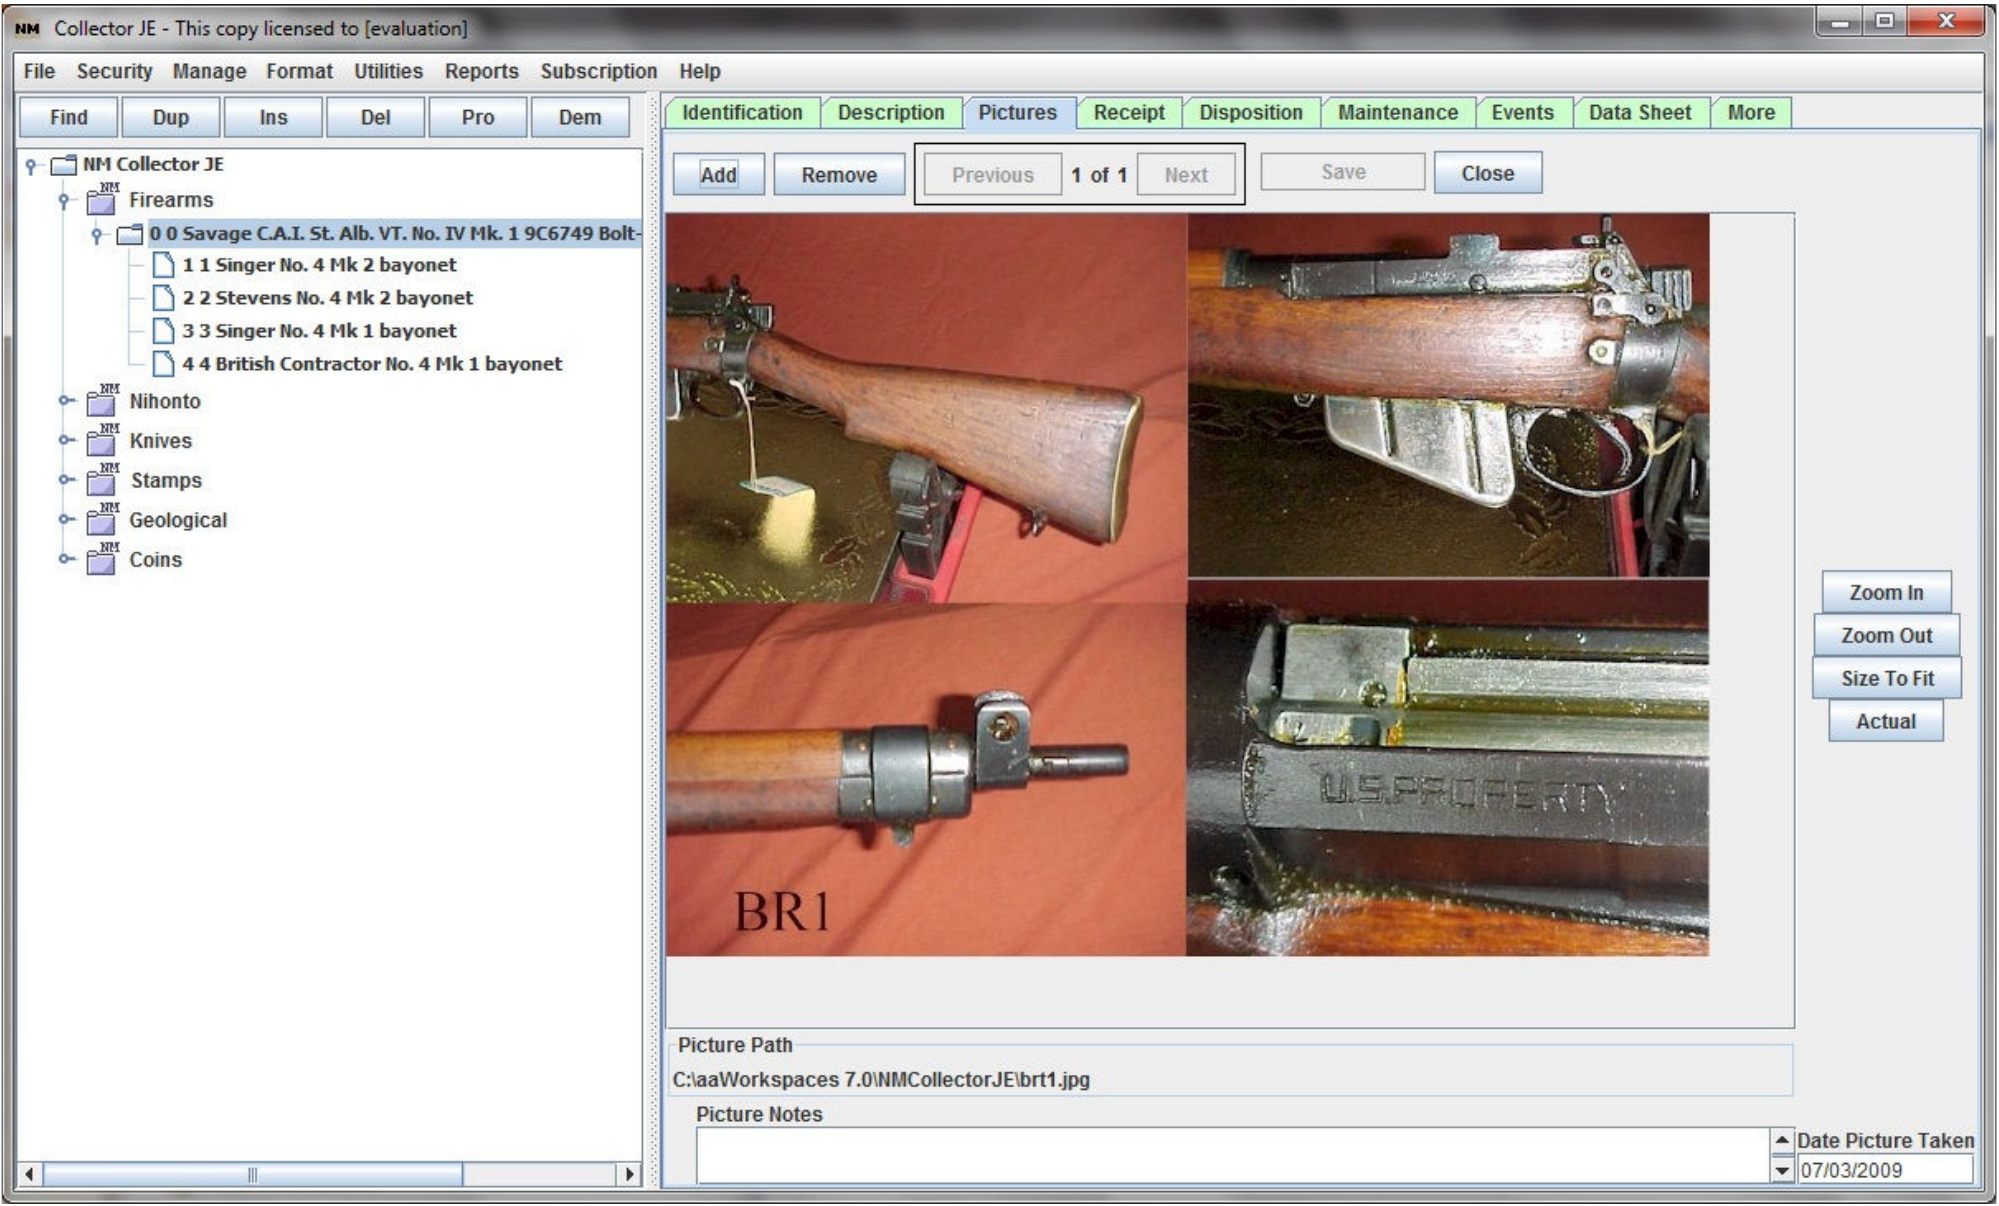 NM Collector JE - This copy licensed to [evaluation]
File Security Manage Format Utilities Reports Subscription Help
Find Dup Ins Del Pro Dem
NM Collector JE
NM Firearms
0 0 Savage C.A.I. St. Alb. VT. No. IV Mk. 1 9C6749 Bolt-
1 1 Singer No. 4 Mk 2 bayonet
2 2 Stevens No. 4 Mk 2 bayonet
3 3 Singer No. 4 Mk 1 bayonet
4 4 British Contractor No. 4 Mk 1 bayonet
NM Nihonto
NM Knives
NM Stamps
NM Geological
NM Coins
Identification Description Pictures Receipt Disposition Maintenance Events Data Sheet More
Add Remove Previous 1 of 1 Next Save Close
U.S.PROPERTY
BR1
Zoom In
Zoom Out
Size To Fit
Actual
Picture Path
C:\aaWorkspaces 7.0\NMCollectorJE\brt1.jpg
Picture Notes
Date Picture Taken
07/03/2009